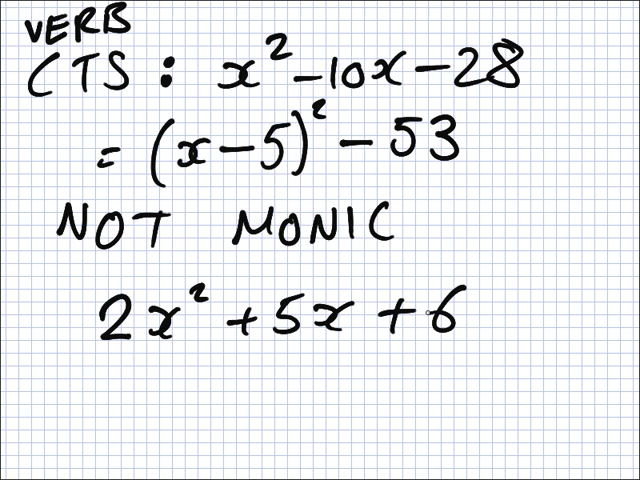 VERB
CTS : x² - 10x - 28
= (x - 5)² - 53
NOT MONIC
2x² + 5x + 6